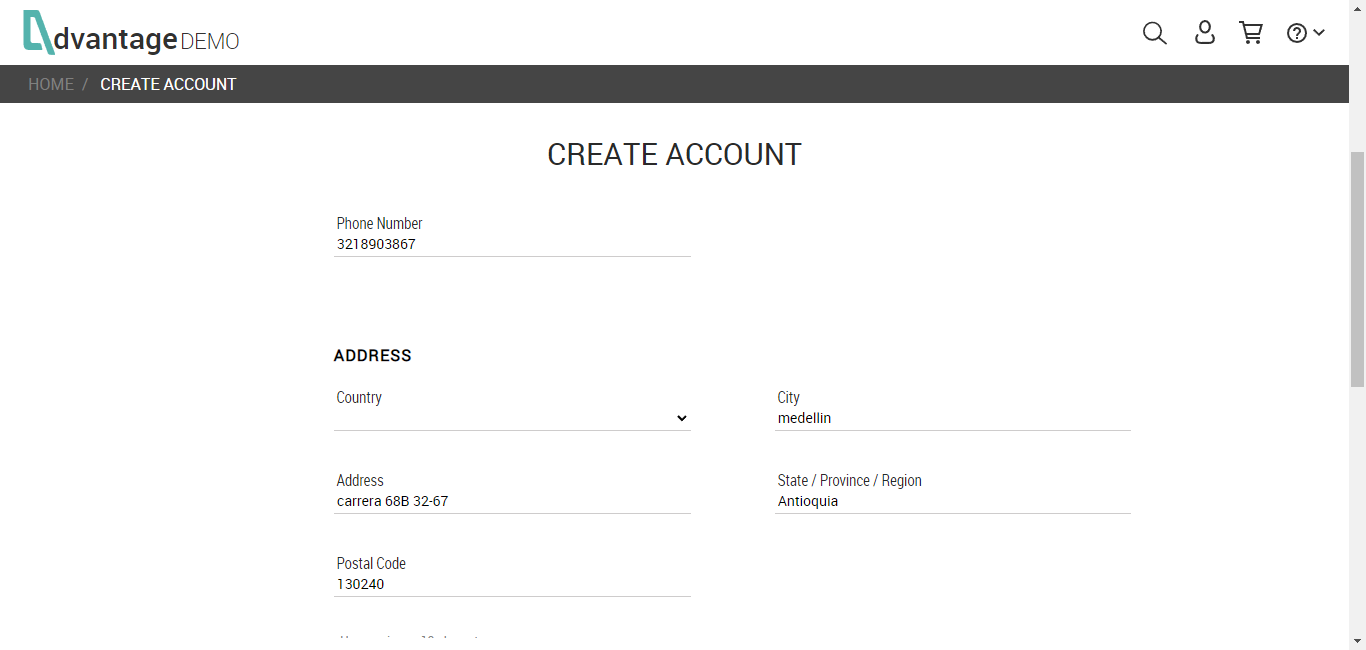 dvantage DEMO
HOME / CREATE ACCOUNT
CREATE ACCOUNT
Phone Number
3218903867
ADDRESS
Country
City
medellin
Address
carrera 68B 32-67
State / Province / Region
Antioquia
Postal Code
130240